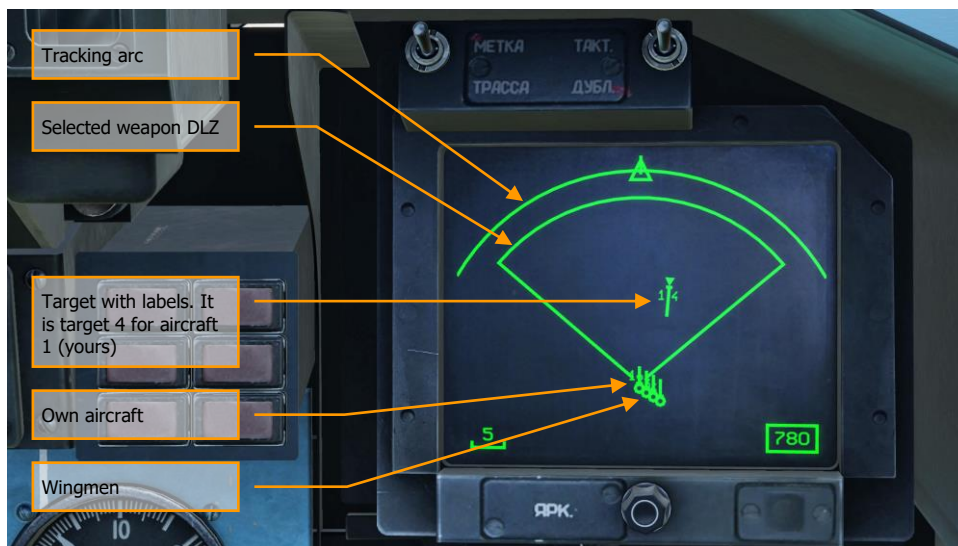 Tracking arc
Selected weapon DLZ
Target with labels. It
is target 4 for aircraft
1 (yours)
Own aircraft
Wingmen
МЕТКА ТАКТ.
ТРАССА ДУБЛ.
1 4
1
5
780
ЯРК.
10